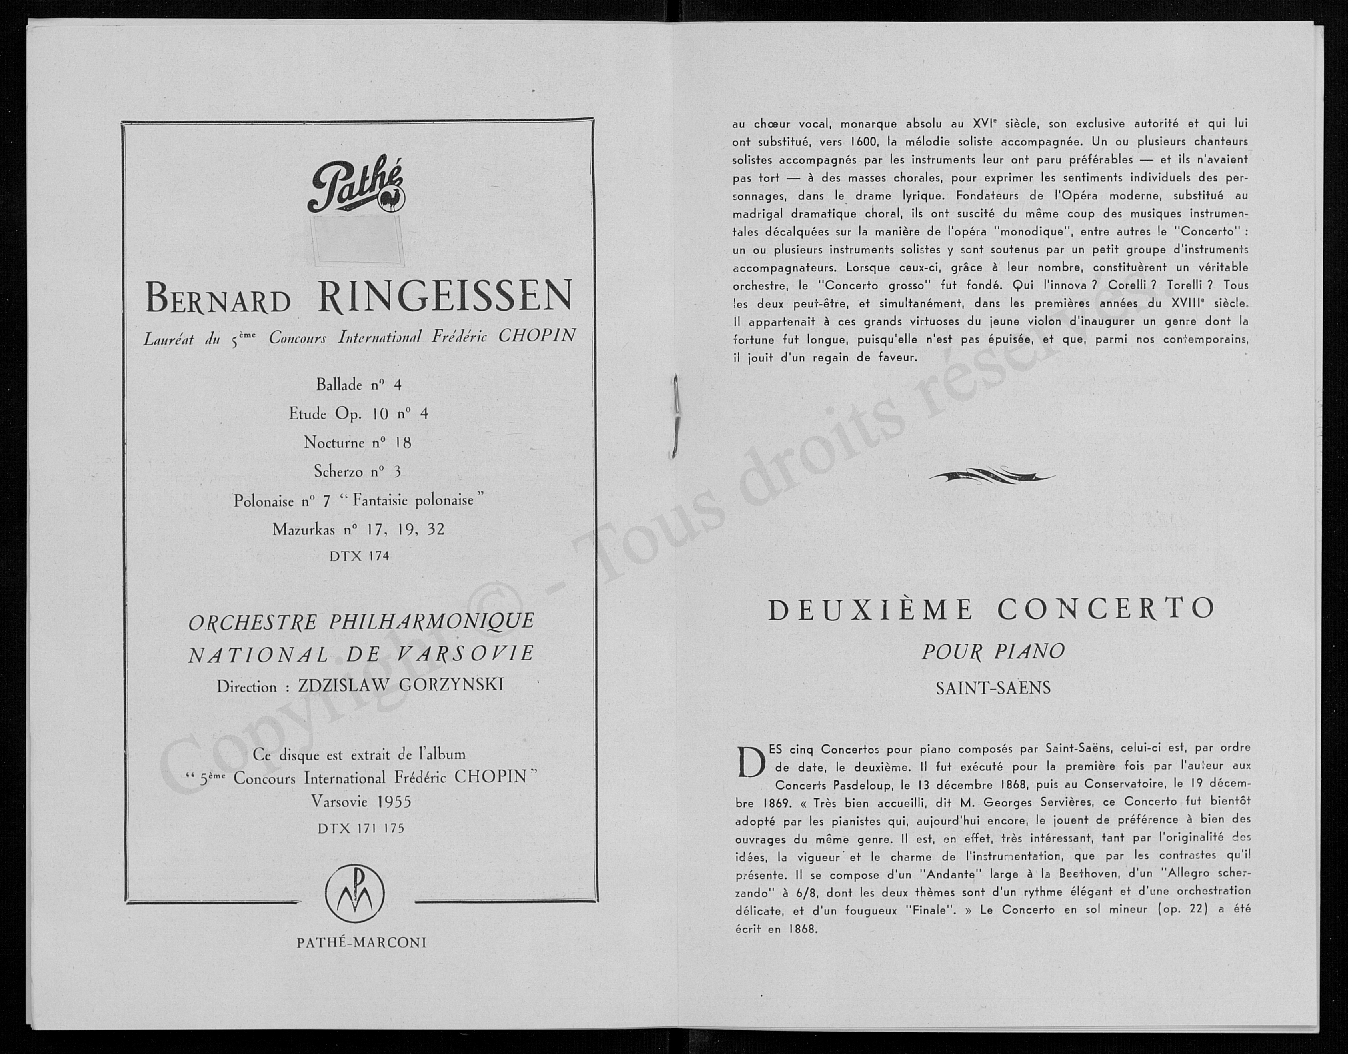 Pathé
BERNARD RINGEISSEN
Lauréat du 5ème Concours International Frédéric CHOPIN
Ballade nº 4
Etude Op. 10 nº 4
Nocturne nº 18
Scherzo nº 3
Polonaise nº 7 “ Fantaisie polonaise ”
Mazurkas nº 17, 19, 32
DTX 174
ORCHESTRE PHILHARMONIQUE
NATIONAL DE VARSOVIE
Direction : ZDZISLAW GORZYNSKI
Ce disque est extrait de l'album
“ 5ème Concours International Frédéric CHOPIN ”
Varsovie 1955
DTX 171 175
PATHÉ-MARCONI
au chœur vocal, monarque absolu au XVIe siècle, son exclusive autorité et qui lui
ont substitué, vers 1600, la mélodie soliste accompagnée. Un ou plusieurs chanteurs
solistes accompagnés par les instruments leur ont paru préférables — et ils n'avaient
pas tort — à des masses chorales, pour exprimer les sentiments individuels des per-
sonnages, dans le drame lyrique. Fondateurs de l'Opéra moderne, substitué au
madrigal dramatique choral, ils ont suscité du même coup des musiques instrumen-
tales décalquées sur la manière de l'opéra "monodique", entre autres le "Concerto" :
un ou plusieurs instruments solistes y sont soutenus par un petit groupe d'instruments
accompagnateurs. Lorsque ceux-ci, grâce à leur nombre, constituèrent un véritable
orchestre, le "Concerto grosso" fut fondé. Qui l'innova ? Corelli ? Torelli ? Tous
les deux peut-être, et simultanément, dans les premières années du XVIIIe siècle.
Il appartenait à ces grands virtuoses du jeune violon d'inaugurer un genre dont la
fortune fut longue, puisqu'elle n'est pas épuisée, et que, parmi nos contemporains,
il jouit d'un regain de faveur.
DEUXIÈME CONCERTO
POUR PIANO
SAINT-SAENS
DES cinq Concertos pour piano composés par Saint-Saëns, celui-ci est, par ordre
de date, le deuxième. Il fut exécuté pour la première fois par l'auteur aux
Concerts Pasdeloup, le 13 décembre 1868, puis au Conservatoire, le 19 décem-
bre 1869. « Très bien accueilli, dit M. Georges Servières, ce Concerto fut bientôt
adopté par les pianistes qui, aujourd'hui encore, le jouent de préférence à bien des
ouvrages du même genre. Il est, en effet, très intéressant, tant par l'originalité des
idées, la vigueur et le charme de l'instrumentation, que par les contrastes qu'il
présente. Il se compose d'un "Andante" large à la Beethoven, d'un "Allegro scher-
zando" à 6/8, dont les deux thèmes sont d'un rythme élégant et d'une orchestration
délicate, et d'un fougueux "Finale". » Le Concerto en sol mineur (op. 22) a été
écrit en 1868.
Copyright © - Tous droits réservés